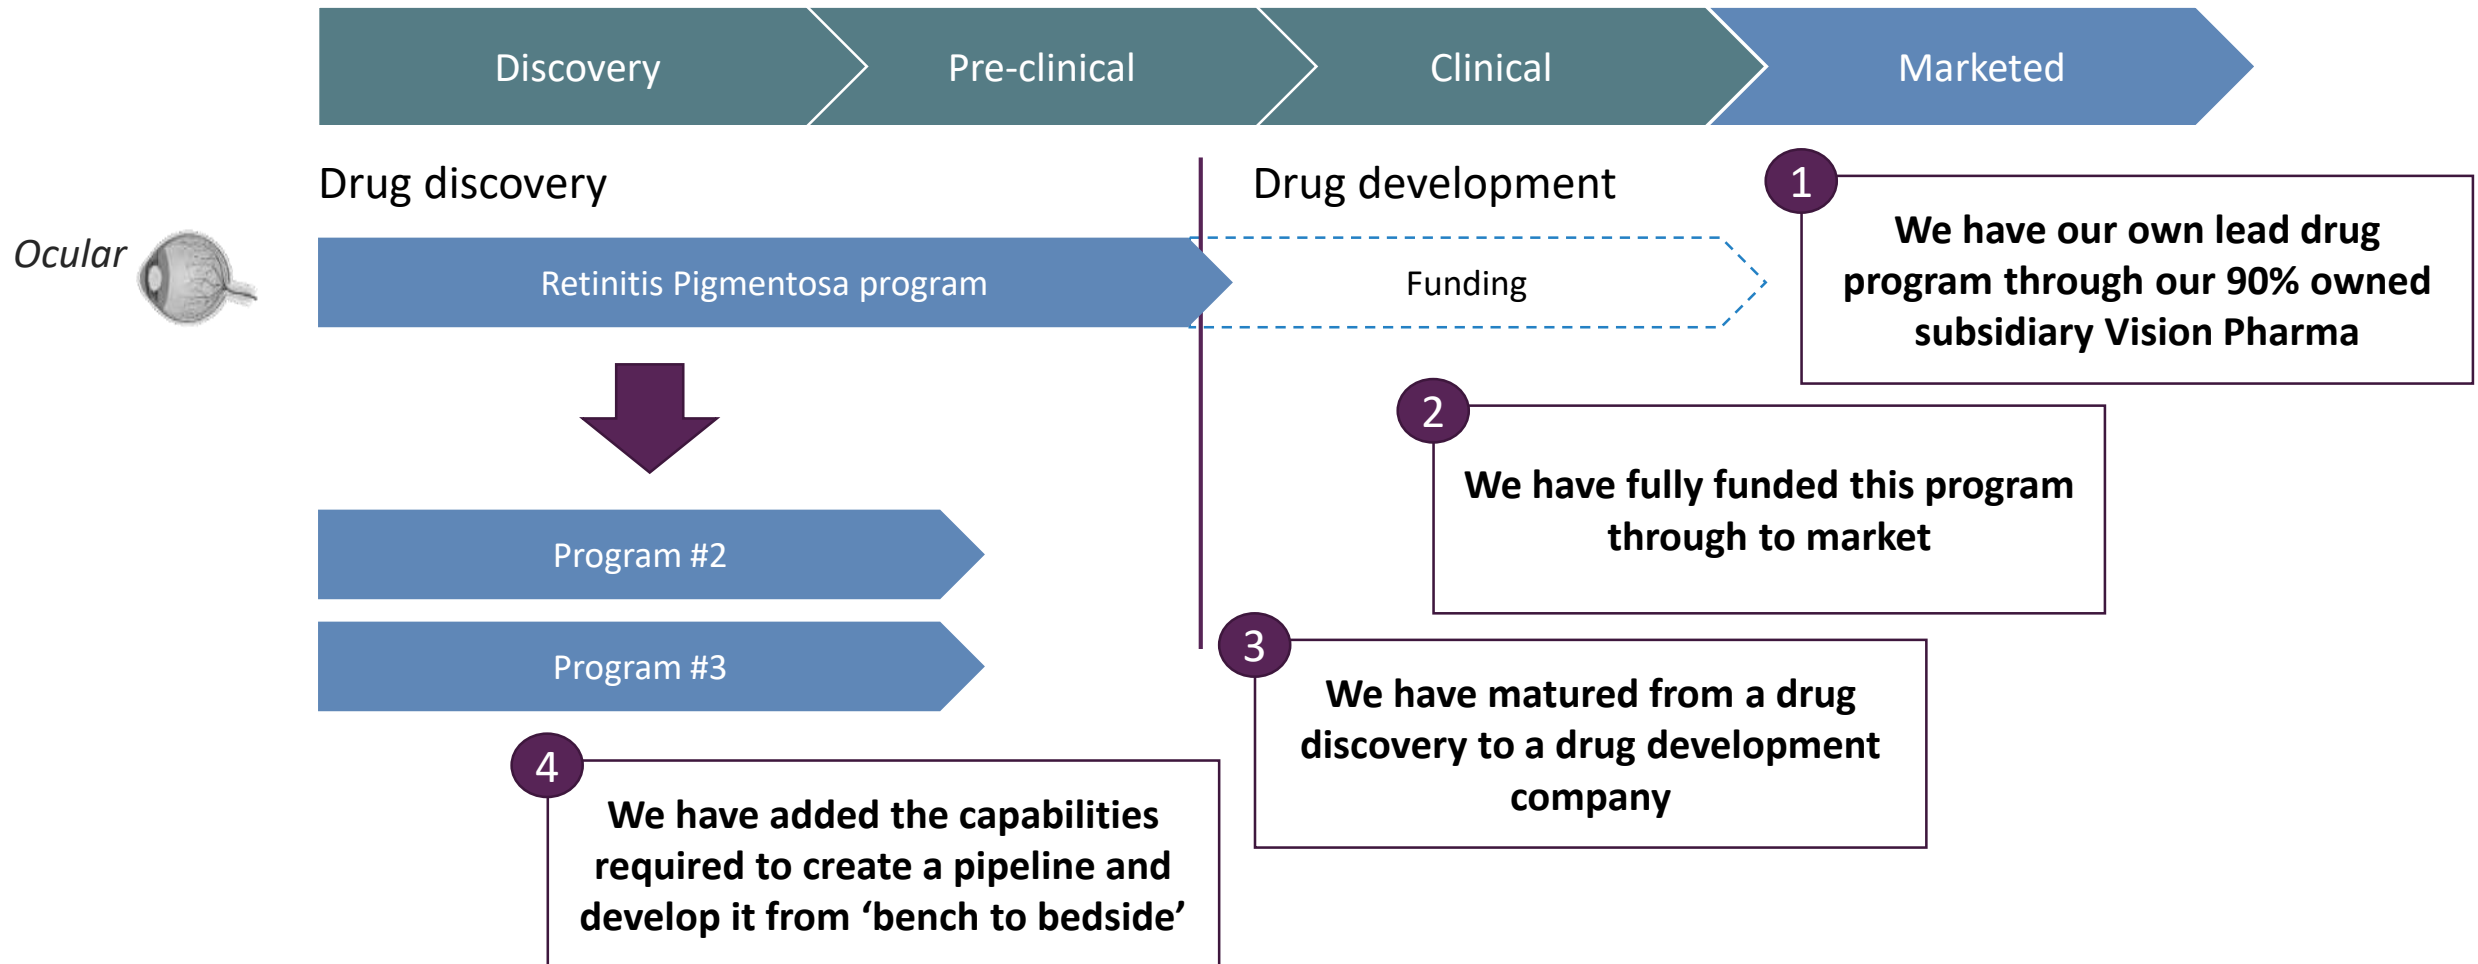 Discovery
Pre-clinical
Clinical
Marketed
Drug discovery
Drug development
Ocular
Retinitis Pigmentosa program
Funding
1
We have our own lead drug
program through our 90% owned
subsidiary Vision Pharma
2
We have fully funded this program
through to market
Program #2
Program #3
3
We have matured from a drug
discovery to a drug development
company
4
We have added the capabilities
required to create a pipeline and
develop it from ‘bench to bedside’